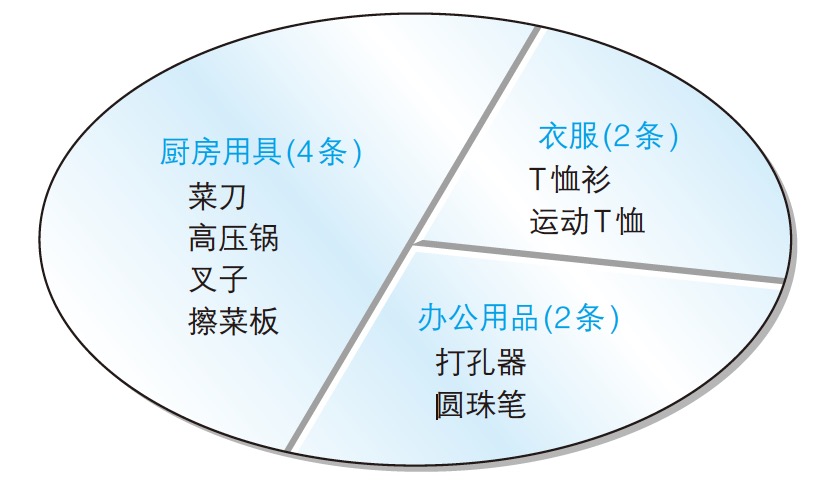 厨房用具(4条)
菜刀
高压锅
叉子
擦菜板
衣服(2条)
T恤衫
运动T恤
办公用品(2条)
打孔器
圆珠笔